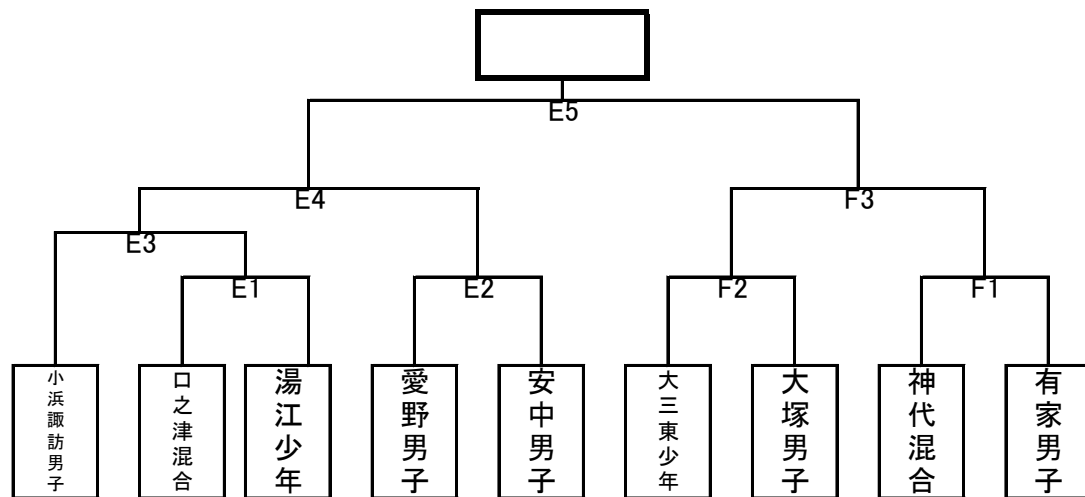 E5
E4
F3
E3
E1
E2
F2
F1
小浜諏訪男子
口之津混合
湯江少年
愛野男子
安中男子
大三東少年
大塚男子
神代混合
有家男子